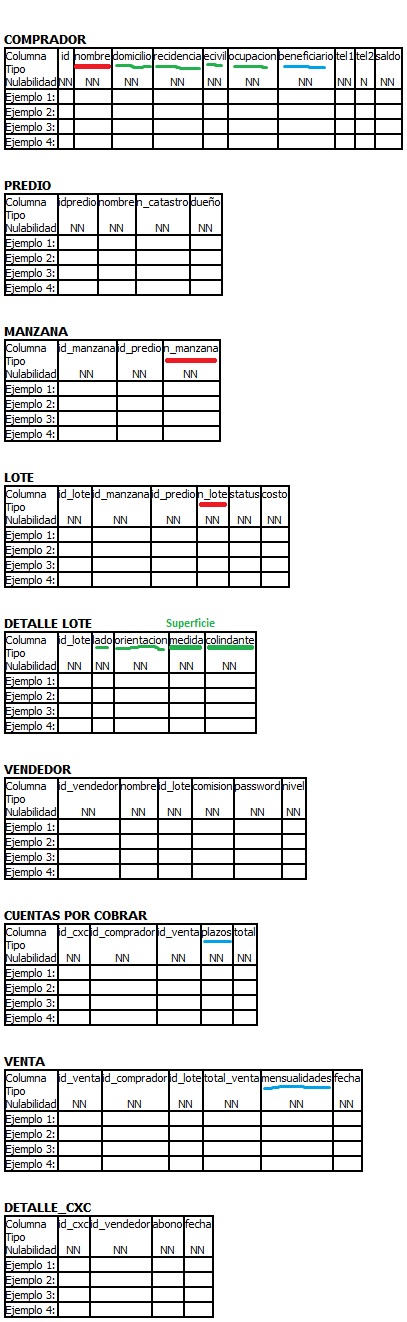 COMPRADOR
Columna id nombre domicilio recidencia ecivil ocupacion beneficiario tel1 tel2 saldo
Tipo
Nulabilidad NN NN NN NN NN NN NN NN N NN
Ejemplo 1:
Ejemplo 2:
Ejemplo 3:
Ejemplo 4:
PREDIO
Columna idpredio nombre n_catastro dueño
Tipo
Nulabilidad NN NN NN NN
Ejemplo 1:
Ejemplo 2:
Ejemplo 3:
Ejemplo 4:
MANZANA
Columna id_manzana id_predio n_manzana
Tipo
Nulabilidad NN NN NN
Ejemplo 1:
Ejemplo 2:
Ejemplo 3:
Ejemplo 4:
LOTE
Columna id_lote id_manzana id_predio n_lote status costo
Tipo
Nulabilidad NN NN NN NN NN NN
Ejemplo 1:
Ejemplo 2:
Ejemplo 3:
Ejemplo 4:
DETALLE LOTE Superficie
Columna id_lote lado orientacion medida colindante
Tipo
Nulabilidad NN NN NN NN NN
Ejemplo 1:
Ejemplo 2:
Ejemplo 3:
Ejemplo 4:
VENDEDOR
Columna id_vendedor nombre id_lote comision password nivel
Tipo
Nulabilidad NN NN NN NN NN NN
Ejemplo 1:
Ejemplo 2:
Ejemplo 3:
Ejemplo 4:
CUENTAS POR COBRAR
Columna id_cxc id_comprador id_venta plazos total
Tipo
Nulabilidad NN NN NN NN NN
Ejemplo 1:
Ejemplo 2:
Ejemplo 3:
Ejemplo 4:
VENTA
Columna id_venta id_comprador id_lote total_venta mensualidades fecha
Tipo
Nulabilidad NN NN NN NN NN NN
Ejemplo 1:
Ejemplo 2:
Ejemplo 3:
Ejemplo 4:
DETALLE_CXC
Columna id_cxc id_vendedor abono fecha
Tipo
Nulabilidad NN NN NN NN
Ejemplo 1:
Ejemplo 2:
Ejemplo 3:
Ejemplo 4: